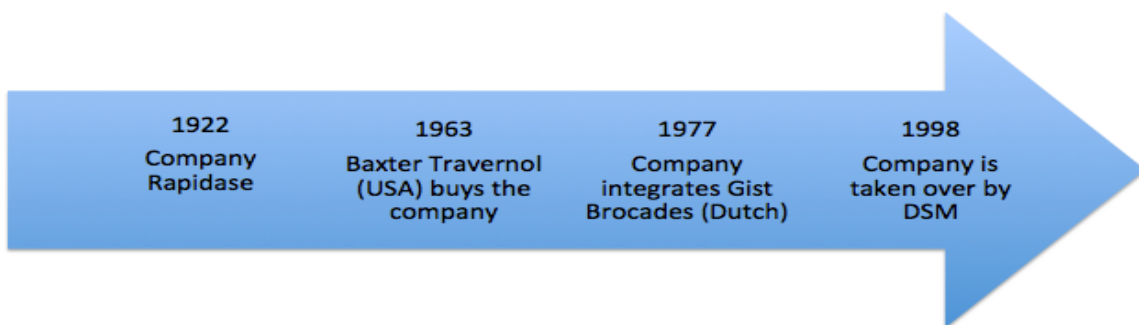 1922
Company
Rapidase
1963
Baxter Travernol
(USA) buys the
company
1977
Company
integrates Gist
Brocades (Dutch)
1998
Company is
taken over by
DSM